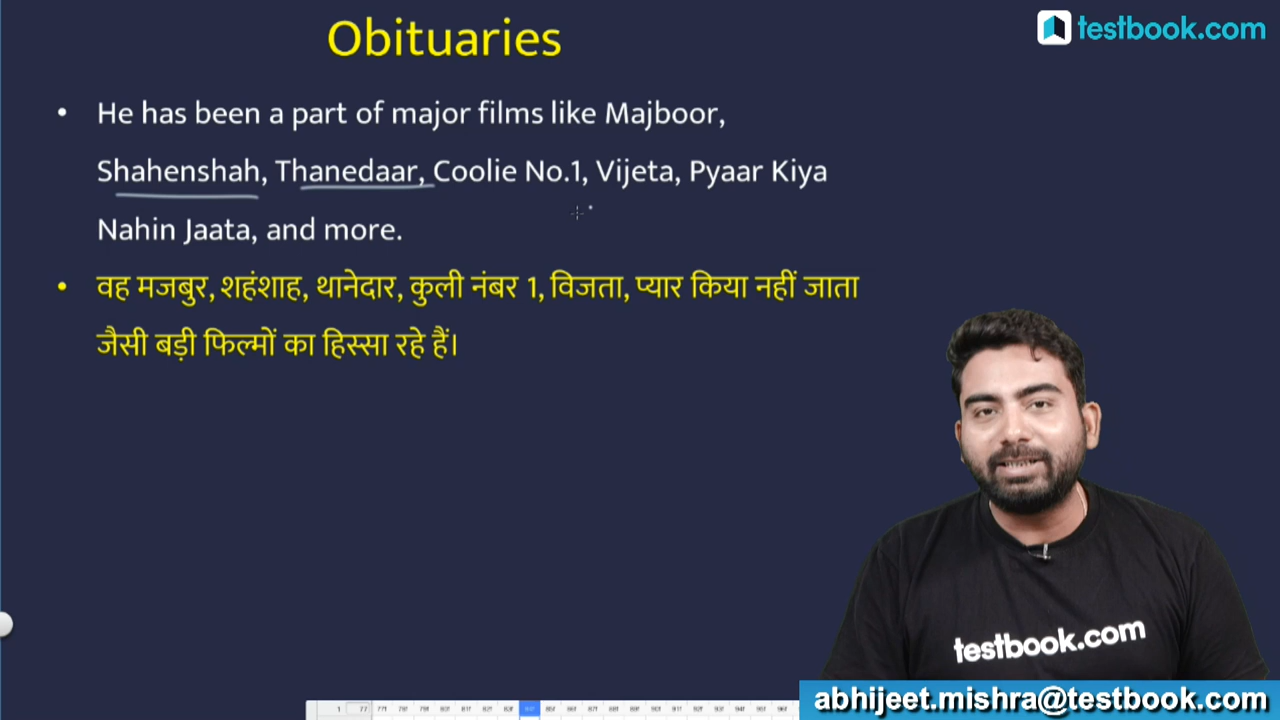 Obituaries
testbook.com
• He has been a part of major films like Majboor,
Shahenshah, Thanedaar, Coolie No.1, Vijeta, Pyaar Kiya
Nahin Jaata, and more.
• वह मजबुर, शहंशाह, थानेदार, कुली नंबर 1, विजता, प्यार किया नहीं जाता
जैसी बड़ी फिल्मों का हिस्सा रहे हैं।
testbook.com
abhijeet.mishra@testbook.com